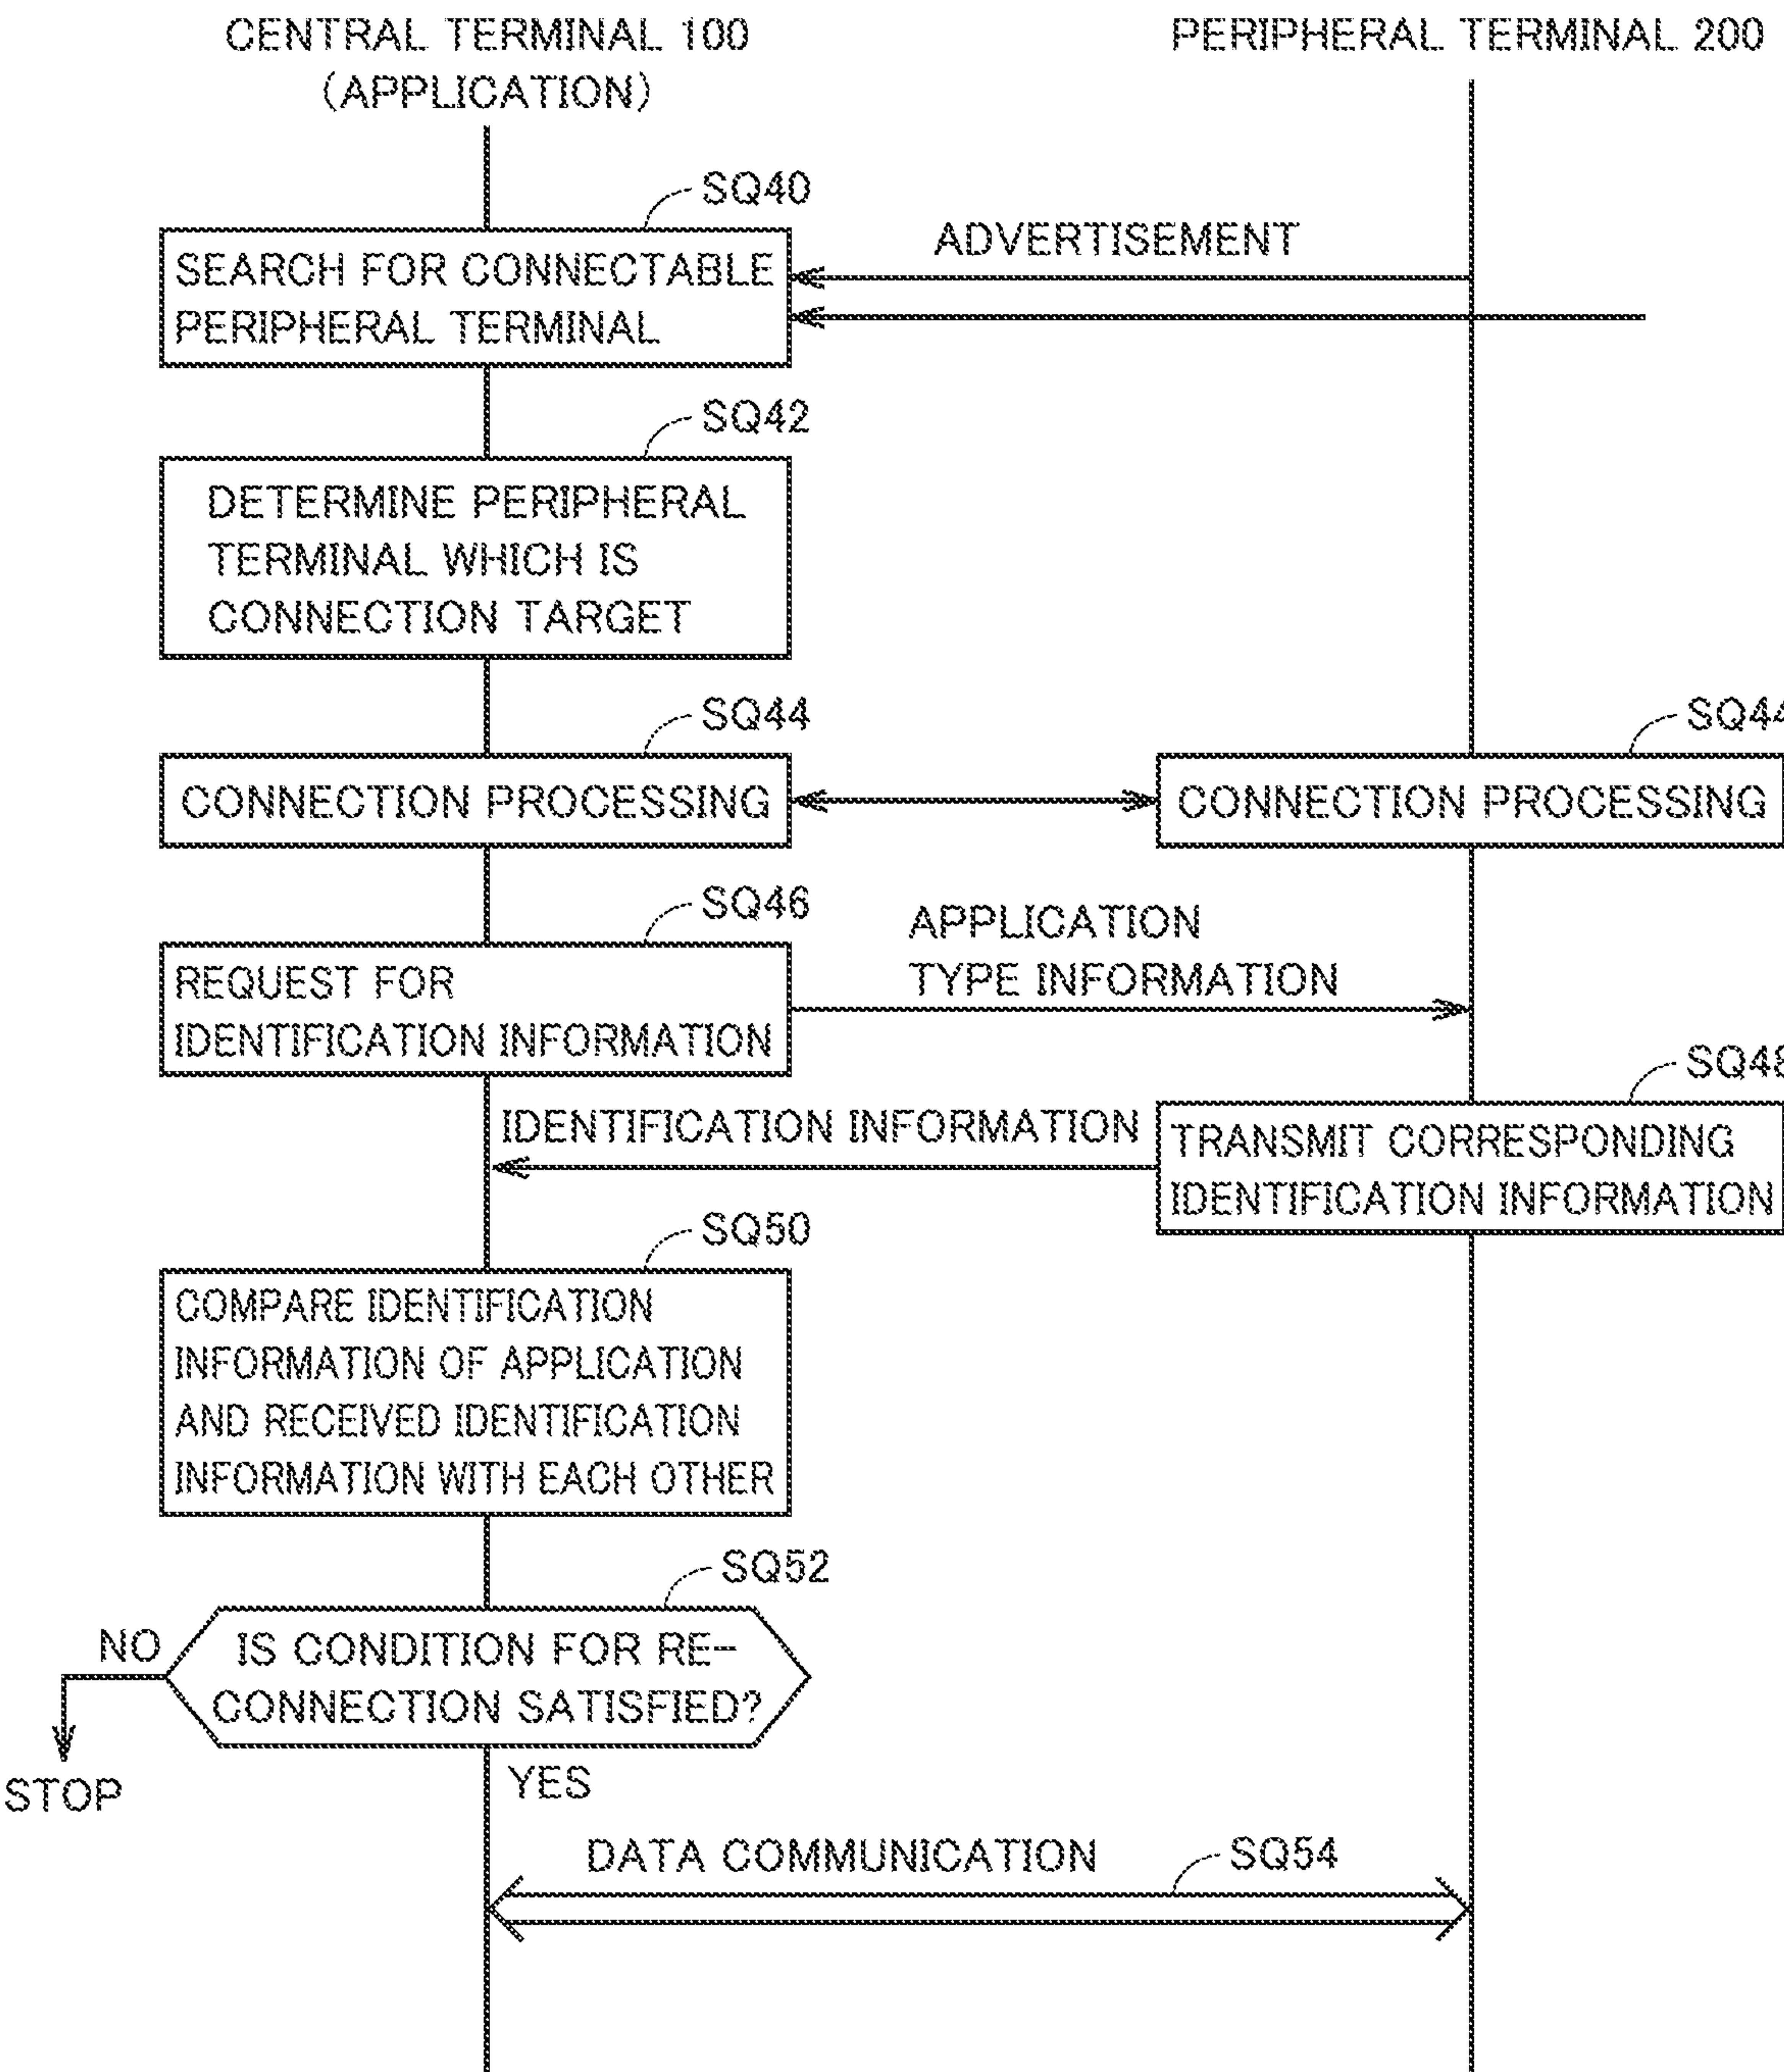 CENTRAL TERMINAL 100
(APPLICATION)
PERIPHERAL TERMINAL 200
SQ40
SEARCH FOR CONNECTABLE
PERIPHERAL TERMINAL
ADVERTISEMENT
SQ42
DETERMINE PERIPHERAL
TERMINAL WHICH IS
CONNECTION TARGET
SQ44
CONNECTION PROCESSING
SQ44
CONNECTION PROCESSING
SQ46
REQUEST FOR
IDENTIFICATION INFORMATION
APPLICATION
TYPE INFORMATION
SQ48
TRANSMIT CORRESPONDING
IDENTIFICATION INFORMATION
IDENTIFICATION INFORMATION
SQ50
COMPARE IDENTIFICATION
INFORMATION OF APPLICATION
AND RECEIVED IDENTIFICATION
INFORMATION WITH EACH OTHER
SQ52
IS CONDITION FOR RE-
CONNECTION SATISFIED?
NO
STOP
YES
DATA COMMUNICATION
SQ54